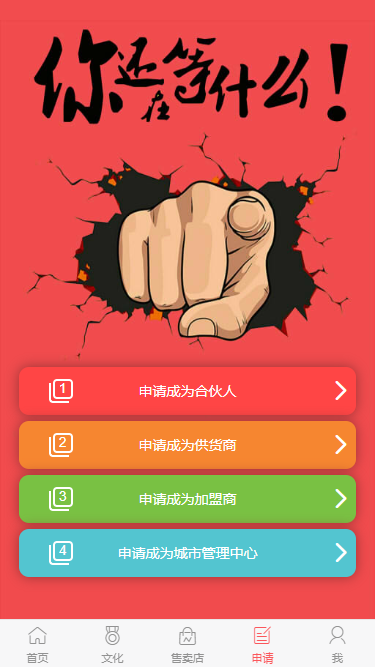 你还在等什么！
1 申请成为合伙人
2 申请成为供货商
3 申请成为加盟商
4 申请成为城市管理中心
首页 文化 售卖店 申请 我